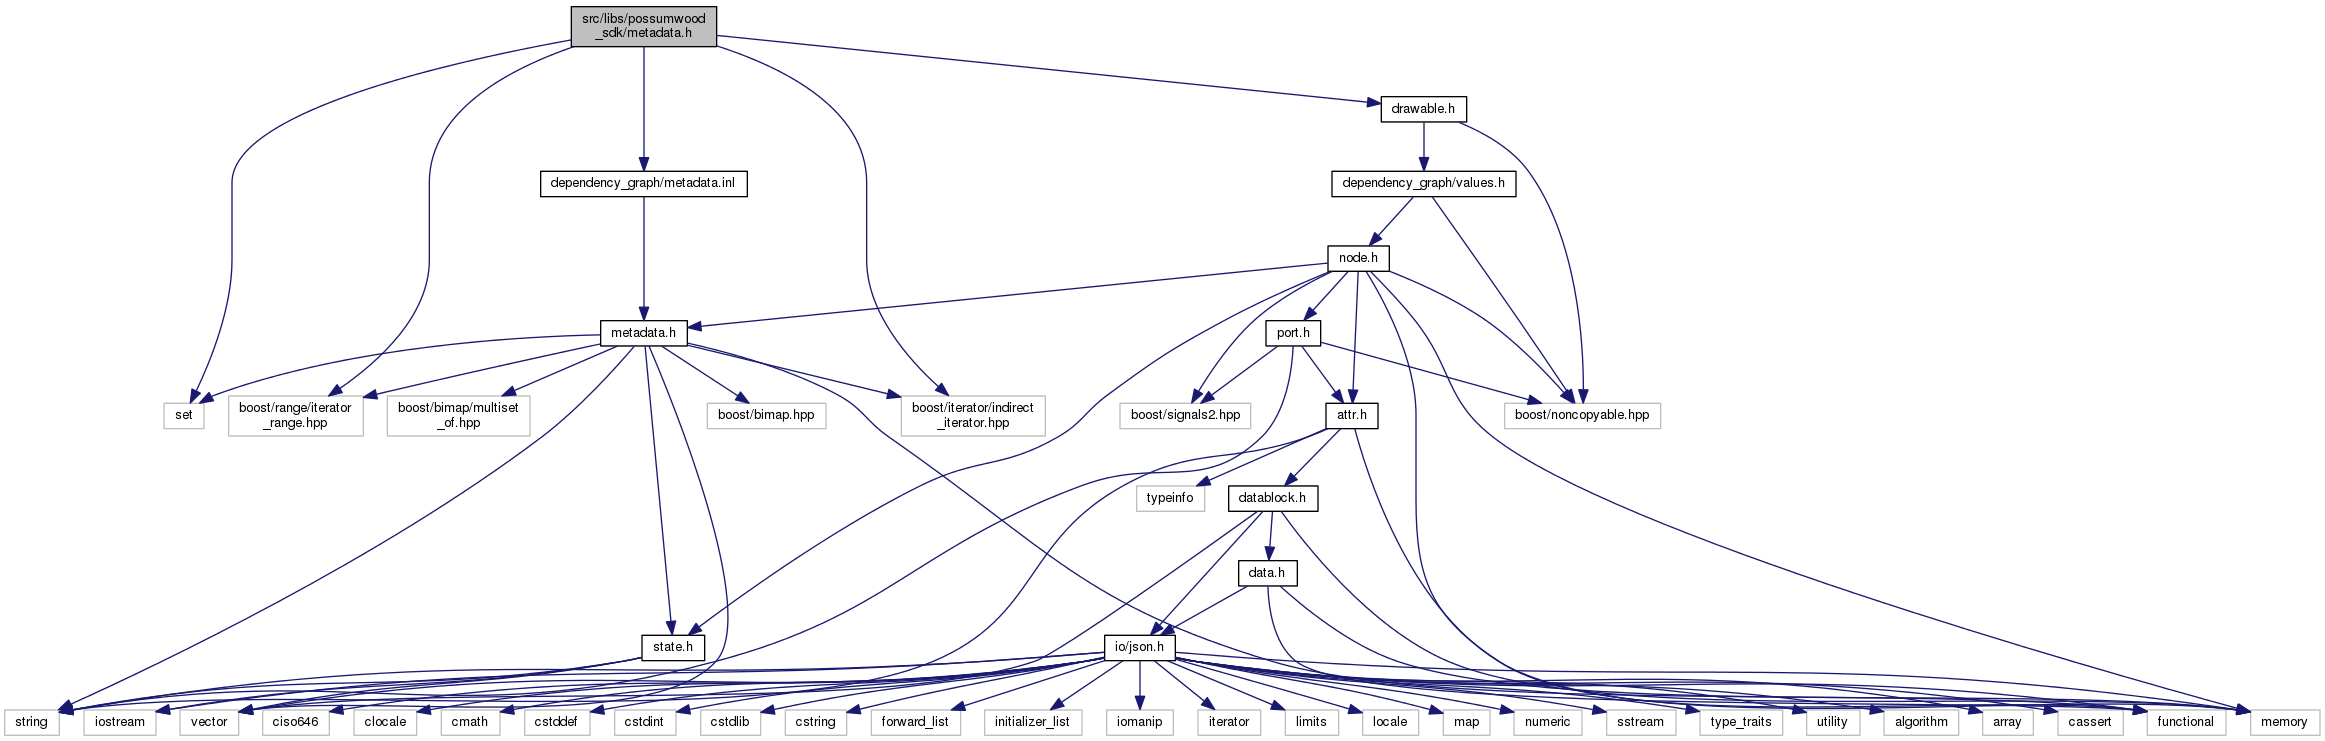 src/libs/possumwood
_sdk/metadata.h
drawable.h
dependency_graph/metadata.inl
dependency_graph/values.h
node.h
metadata.h
port.h
set
boost/range/iterator
_range.hpp
boost/bimap/multiset
_of.hpp
boost/bimap.hpp
boost/iterator/indirect
_iterator.hpp
boost/signals2.hpp
attr.h
boost/noncopyable.hpp
typeinfo
datablock.h
data.h
state.h
io/json.h
string
iostream
vector
ciso646
clocale
cmath
cstddef
cstdint
cstdlib
cstring
forward_list
initializer_list
iomanip
iterator
limits
locale
map
numeric
sstream
type_traits
utility
algorithm
array
cassert
functional
memory